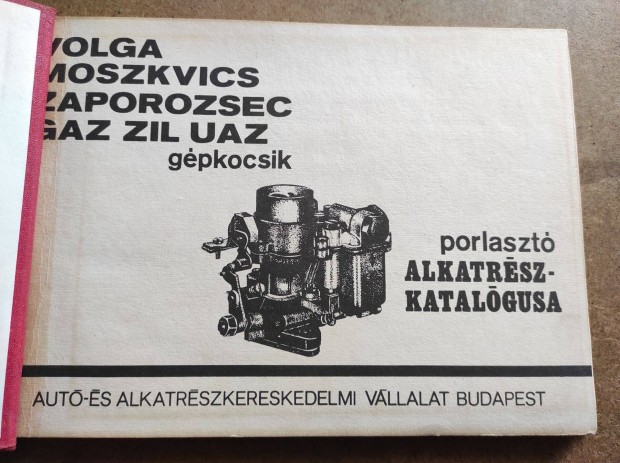 VOLGA
MOSZKVICS
ZAPOROZSEC
GAZ ZIL UAZ
gépkocsik
porlasztó
ALKATRÉSZ-
KATALÓGUSA
AUTÓ-ÉS ALKATRÉSZKERESKEDELMI VÁLLALAT BUDAPEST